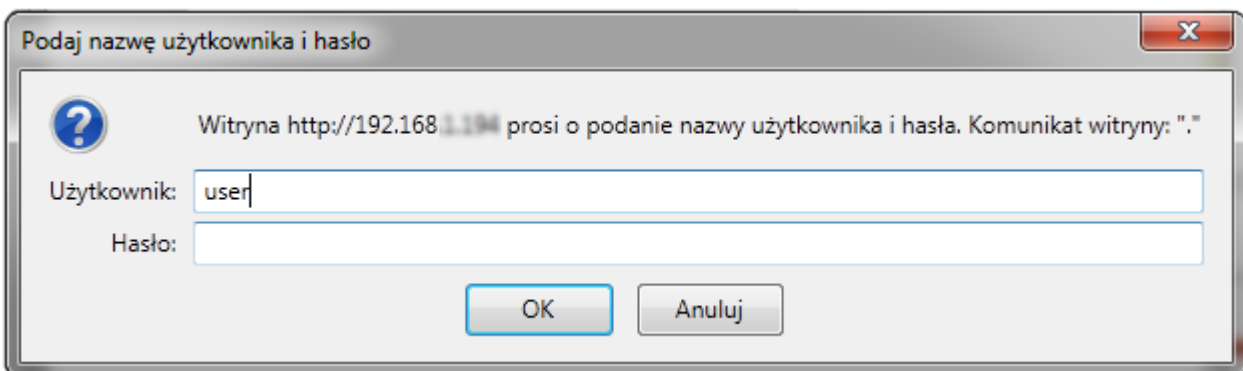 Podaj nazwę użytkownika i hasło
Witryna http://192.168 prosi o podanie nazwy użytkownika i hasła. Komunikat witryny: "."
Użytkownik: user
Hasło:
OK Anuluj